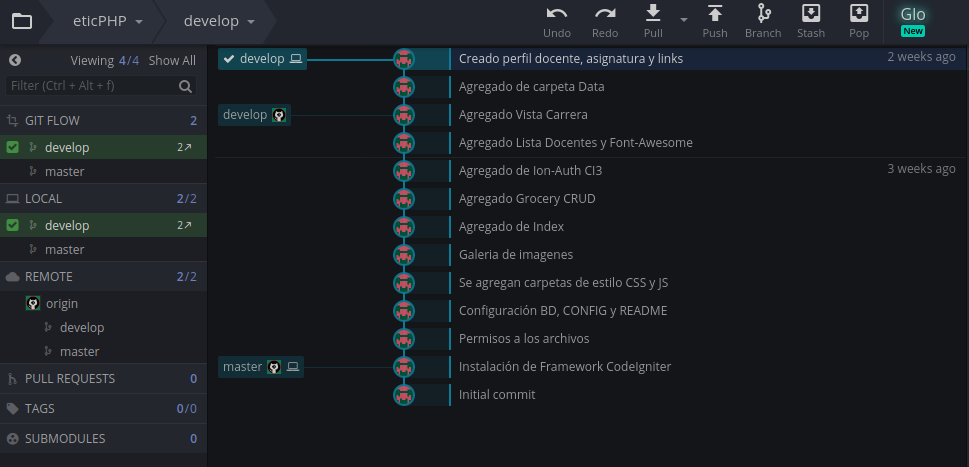 eticPHP
develop
Undo
Redo
Pull
Push
Branch
Stash
Pop
Glo
New
Viewing 4/4 Show All
Filter (Ctrl + Alt + f)
GIT FLOW 2
develop 2↗
master
LOCAL 2/2
develop 2↗
master
REMOTE 2/2
origin
develop
master
PULL REQUESTS 0
TAGS 0/0
SUBMODULES 0
develop Creado perfil docente, asignatura y links 2 weeks ago
Agregado de carpeta Data
develop Agregado Vista Carrera
Agregado Lista Docentes y Font-Awesome
Agregado de Ion-Auth CI3 3 weeks ago
Agregado Grocery CRUD
Agregado de Index
Galeria de imagenes
Se agregan carpetas de estilo CSS y JS
Configuración BD, CONFIG y README
Permisos a los archivos
master Instalación de Framework CodeIgniter
Initial commit